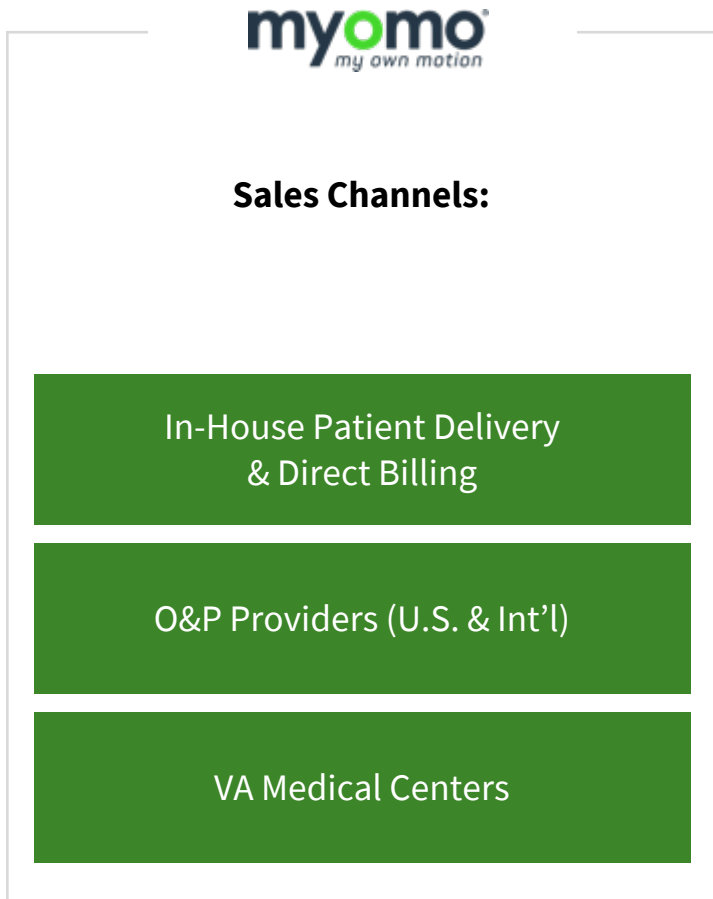 myomo
my own motion
Sales Channels:
In-House Patient Delivery
& Direct Billing
O&P Providers (U.S. & Int’l)
VA Medical Centers